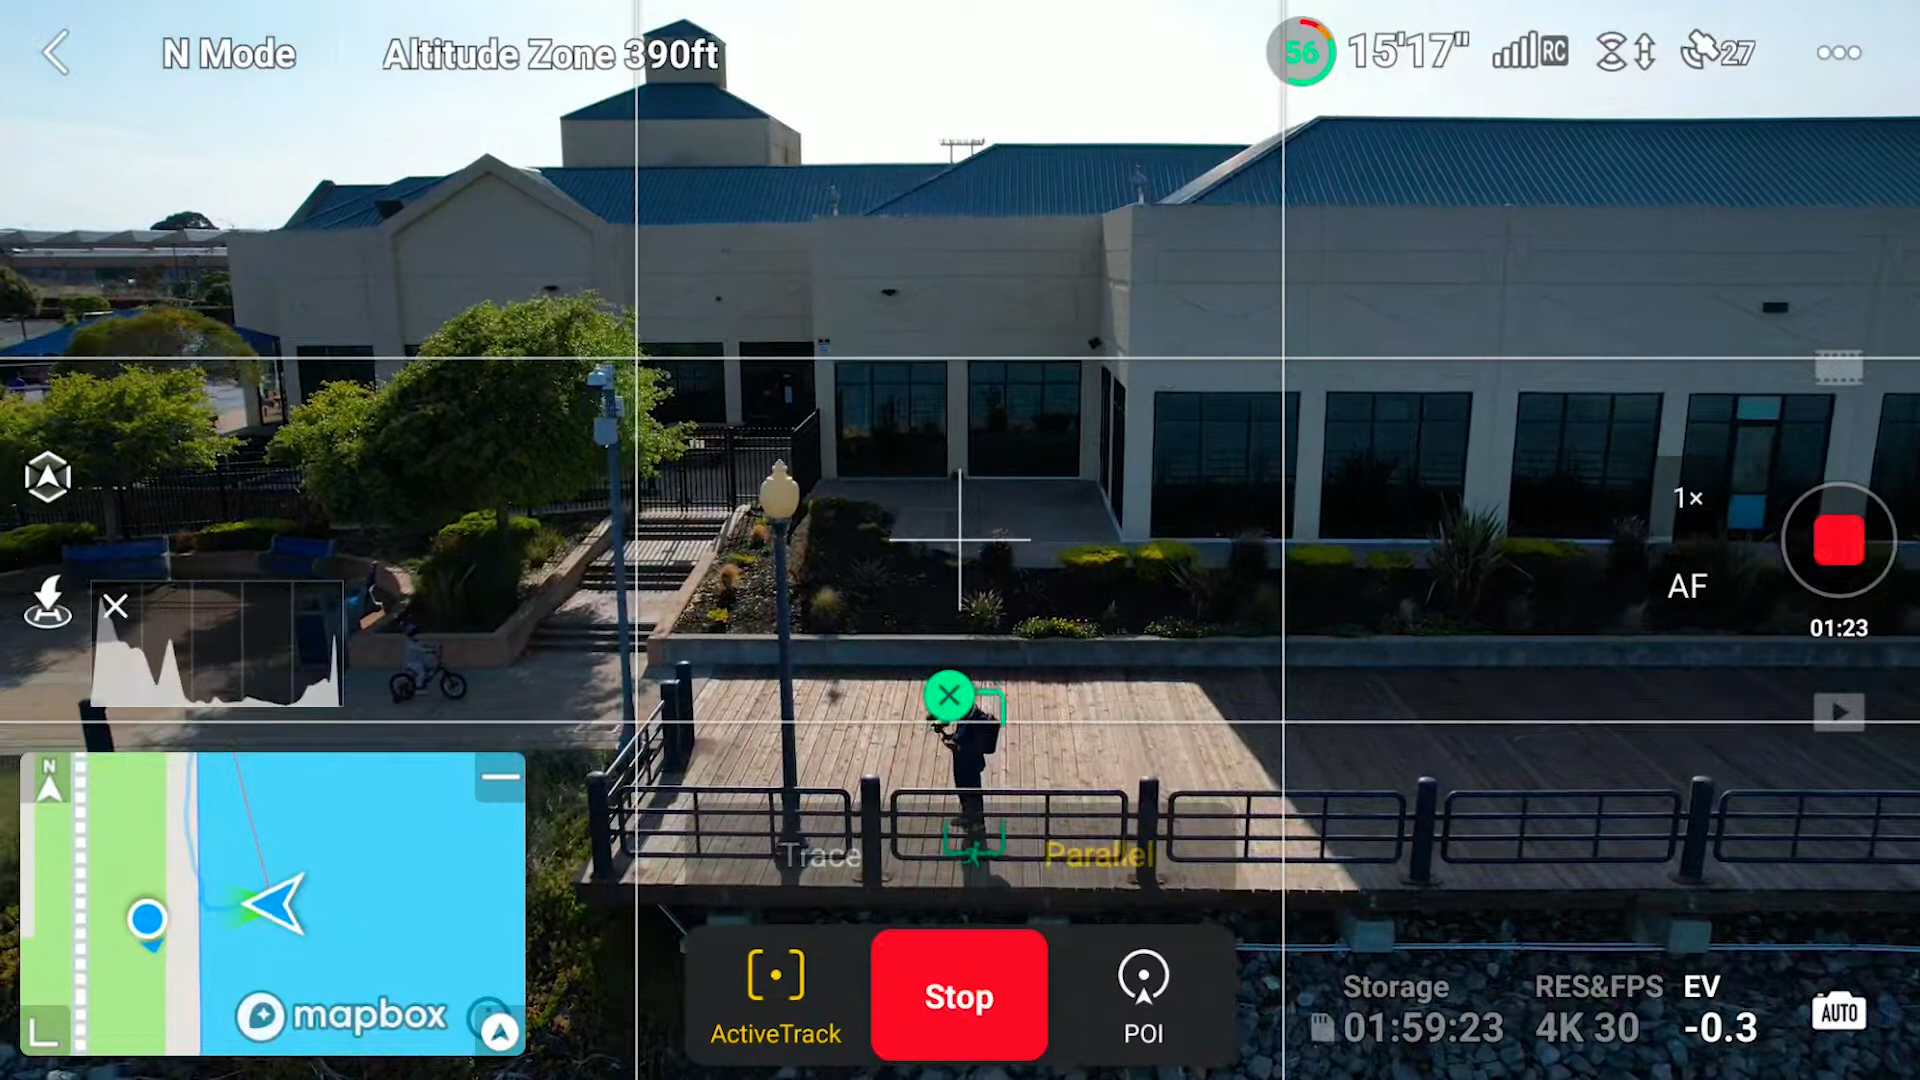 N Mode
Altitude Zone 390ft
56
15'17"
RC
27
1×
AF
01:23
N
mapbox
Trace
Parallel
ActiveTrack
Stop
POI
Storage
01:59:23
RES&FPS
4K 30
EV
-0.3
AUTO